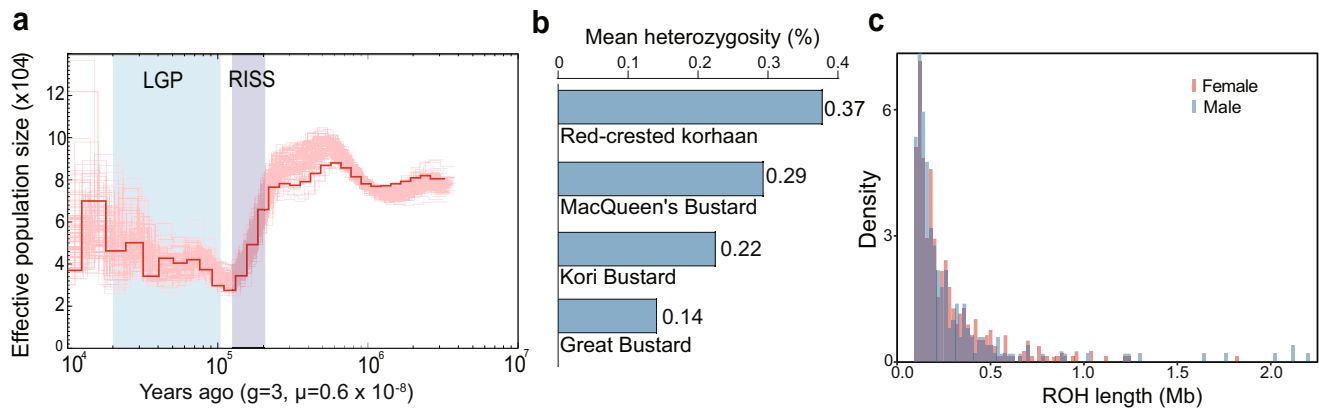 a
Effective population size (x104)
12
10
8
6
4
2
0
LGP
RISS
10⁴
10⁵
10⁶
10⁷
Years ago (g=3, μ=0.6 x 10⁻⁸)
b
Mean heterozygosity (%)
0
0.1
0.2
0.3
0.4
0.37
Red-crested korhaan
0.29
MacQueen's Bustard
0.22
Kori Bustard
0.14
Great Bustard
c
Density
6
3
0
Female
Male
0.0
0.5
1.0
1.5
2.0
ROH length (Mb)